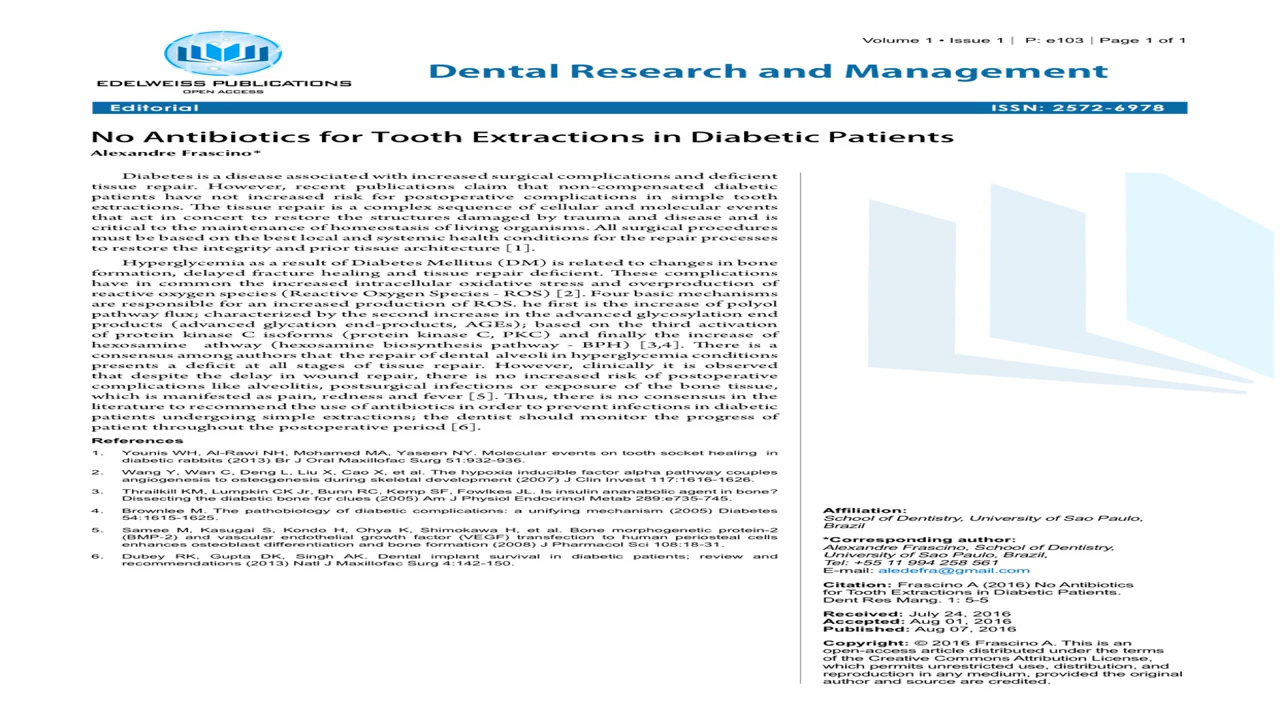 Volume 1 • Issue 1 | P: e103 | Page 1 of 1
EDELWEISS PUBLICATIONS
OPEN ACCESS
Dental Research and Management
Editorial
ISSN: 2572-6978
No Antibiotics for Tooth Extractions in Diabetic Patients
Alexandre Frascino*
Diabetes is a disease associated with increased surgical complications and deficient
tissue repair. However, recent publications claim that non-compensated diabetic
patients have not increased risk for postoperative complications in simple tooth
extractions. The tissue repair is a complex sequence of cellular and molecular events
that act in concert to restore the structures damaged by trauma and disease and is
critical to the maintenance of homeostasis of living organisms. All surgical procedures
must be based on the best local and systemic health conditions for the repair processes
to restore the integrity and prior tissue architecture [1].
Hyperglycemia as a result of Diabetes Mellitus (DM) is related to changes in bone
formation, delayed fracture healing and tissue repair deficient. These complications
have in common the increased intracellular oxidative stress and overproduction of
reactive oxygen species (Reactive Oxygen Species - ROS) [2]. Four basic mechanisms
are responsible for an increased production of ROS. he first is the increase of polyol
pathway flux; characterized by the second increase in the advanced glycosylation end
products (advanced glycation end-products, AGEs); based on the third activation
of protein kinase C isoforms (protein kinase C, PKC) and finally the increase of
hexosamine athway (hexosamine biosynthesis pathway - BPH) [3,4]. There is a
consensus among authors that the repair of dental alveoli in hyperglycemia conditions
presents a deficit at all stages of tissue repair. However, clinically it is observed
that despite the delay in wound repair, there is no increased risk of postoperative
complications like alveolitis, postsurgical infections or exposure of the bone tissue,
which is manifested as pain, redness and fever [5]. Thus, there is no consensus in the
literature to recommend the use of antibiotics in order to prevent infections in diabetic
patients undergoing simple extractions; the dentist should monitor the progress of
patient throughout the postoperative period [6].
References
1. Younis WH, Al-Rawi NH, Mohamed MA, Yaseen NY. Molecular events on tooth socket healing in
diabetic rabbits (2013) Br J Oral Maxillofac Surg 51:932-936.
2. Wang Y, Wan C, Deng L, Liu X, Cao X, et al. The hypoxia inducible factor alpha pathway couples
angiogenesis to osteogenesis during skeletal development (2007) J Clin Invest 117:1616-1626.
3. Thrailkill KM, Lumpkin CK Jr, Bunn RC, Kemp SF, Fowlkes JL. Is insulin ananabolic agent in bone?
Dissecting the diabetic bone for clues (2005) Am J Physiol Endocrinol Metab 289:e735-745.
4. Brownlee M. The pathobiology of diabetic complications: a unifying mechanism (2005) Diabetes
54:1615-1625.
5. Samee M, Kasugai S, Kondo H, Ohya K, Shimokawa H, et al. Bone morphogenetic protein-2
(BMP-2) and vascular endothelial growth factor (VEGF) transfection to human periosteal cells
enhances osteoblast differentiation and bone formation (2008) J Pharmacol Sci 108:18-31.
6. Dubey RK, Gupta DK, Singh AK. Dental implant survival in diabetic patients; review and
recommendations (2013) Natl J Maxillofac Surg 4:142-150.
Affiliation:
School of Dentistry, University of Sao Paulo,
Brazil
*Corresponding author:
Alexandre Frascino, School of Dentistry,
University of Sao Paulo, Brazil,
Tel: +55 11 994 258 561
E-mail: aledefra@gmail.com
Citation: Frascino A (2016) No Antibiotics
for Tooth Extractions in Diabetic Patients.
Dent Res Mang. 1: 5-5
Received: July 24, 2016
Accepted: Aug 01, 2016
Published: Aug 07, 2016
Copyright: © 2016 Frascino A. This is an
open-access article distributed under the terms
of the Creative Commons Attribution License,
which permits unrestricted use, distribution, and
reproduction in any medium, provided the original
author and source are credited.